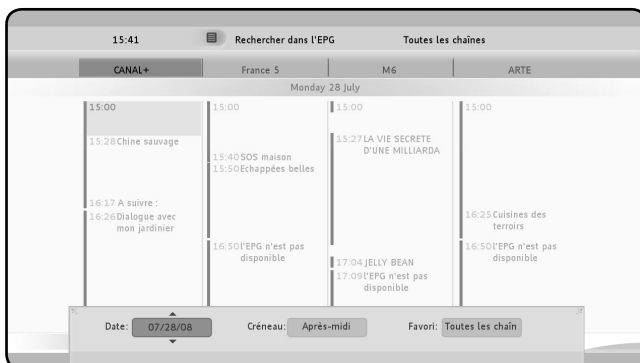 15:41 Rechercher dans l'EPG Toutes les chaînes
CANAL+ France 5 M6 ARTE
Monday 28 July
15:00 15:00 15:00 15:00
15:28 Chine sauvage
15:27 LA VIE SECRETE
D'UNE MILLIARDA
15:40 SOS maison
15:50 Echappées belles
16:17 A suivre :
16:26 Dialogue avec
mon jardinier
16:25 Cuisines des
terroirs
16:50 l'EPG n'est pas
disponible
16:50 l'EPG n'est pas
disponible
17:04 JELLY BEAN
17:09 l'EPG n'est pas
disponible
Date: 07/28/08 Créneau: Après-midi Favori: Toutes les chaîn